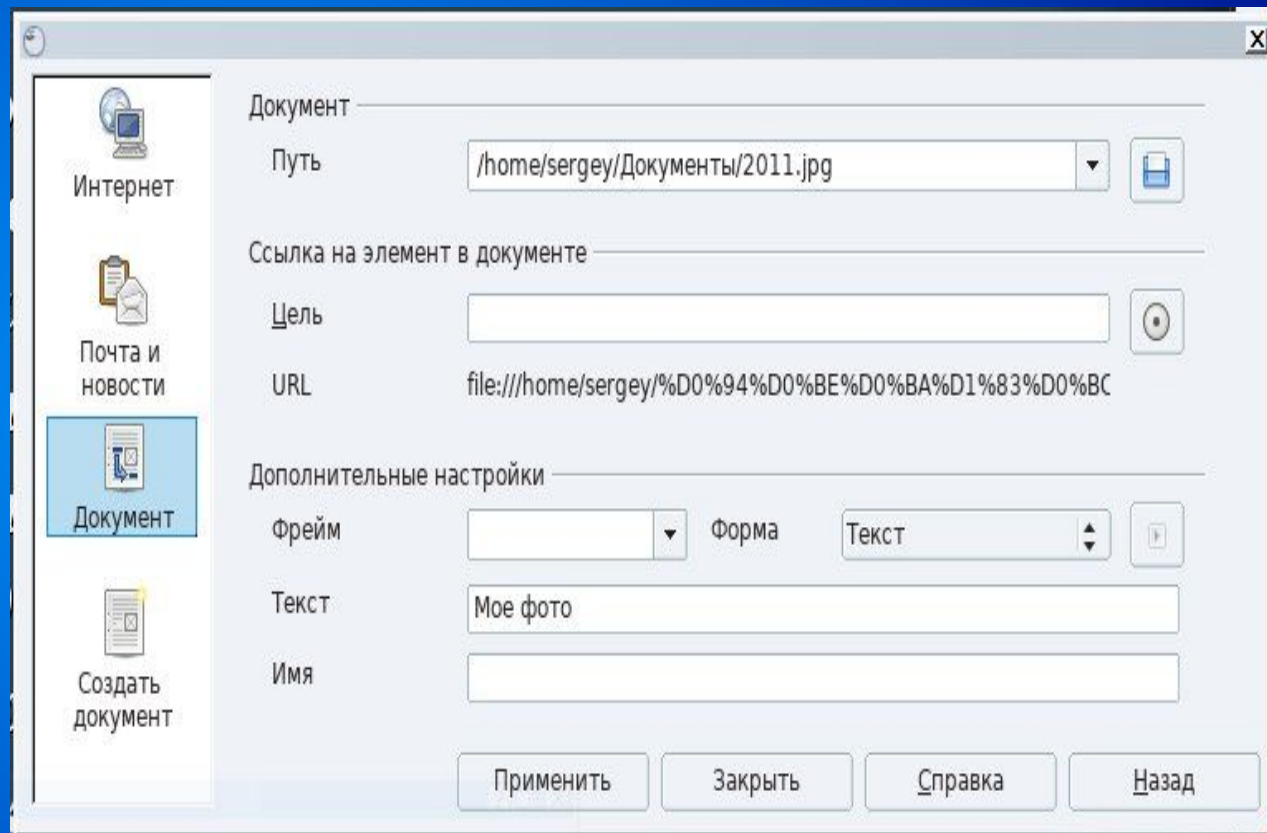 Интернет
Почта и
новости
Документ
Создать
документ
Документ
Путь /home/sergey/Документы/2011.jpg
Ссылка на элемент в документе
Цель
URL file:///home/sergey/%D0%94%D0%BE%D0%BA%D1%83%D0%BC
Дополнительные настройки
Фрейм Форма Текст
Текст Мое фото
Имя
Применить Закрыть Справка Назад